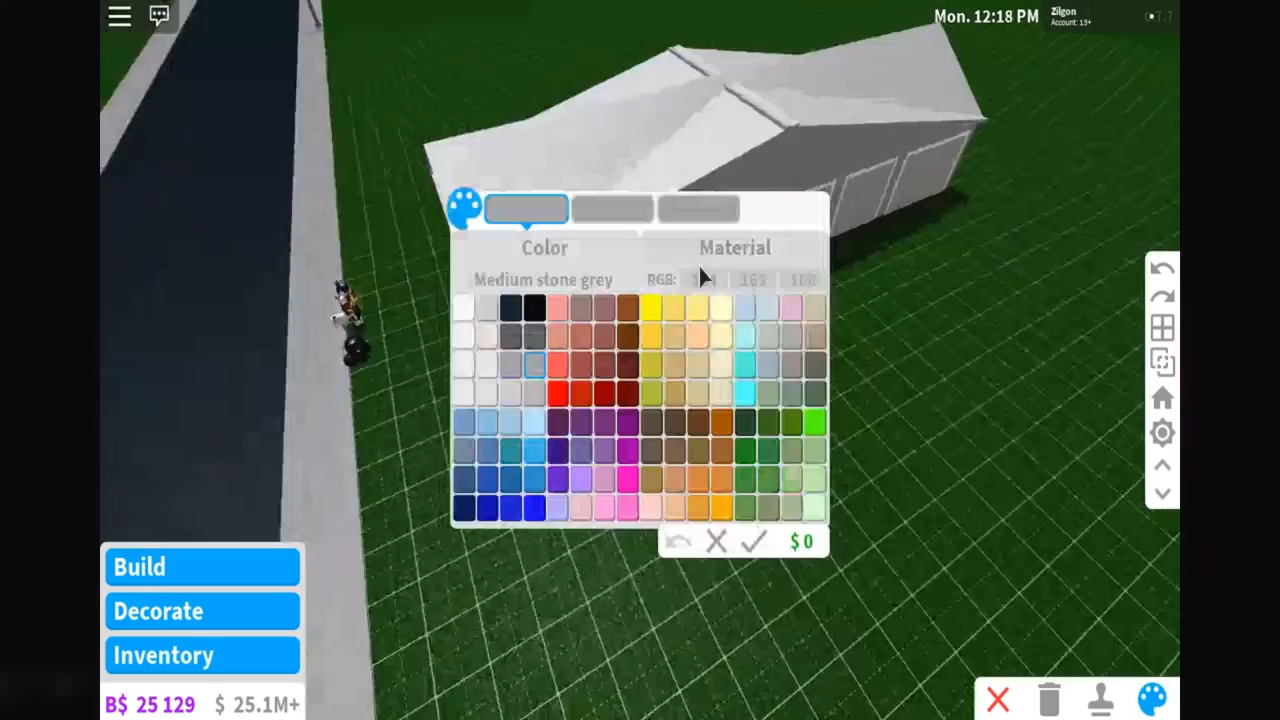 Mon. 12:18 PM
Zilgon
Account: 13+
Color
Material
Medium stone grey
RGB:
$ 0
Build
Decorate
Inventory
B$ 25 129 $ 25.1M+